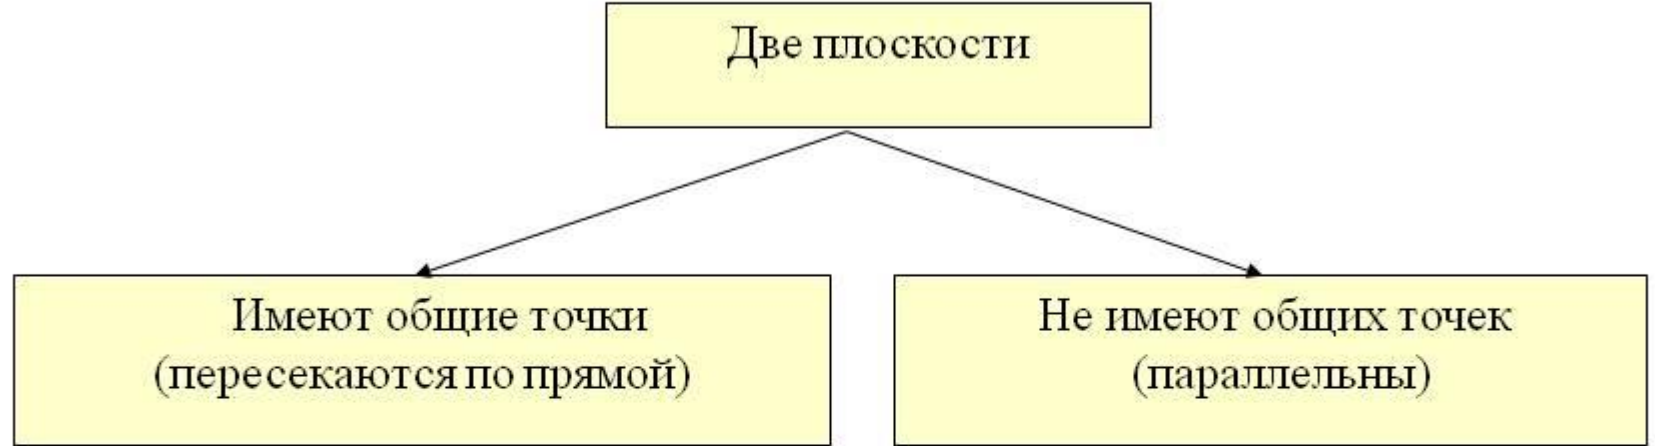 Две плоскости
Имеют общие точки
(пересекаются по прямой)
Не имеют общих точек
(параллельны)